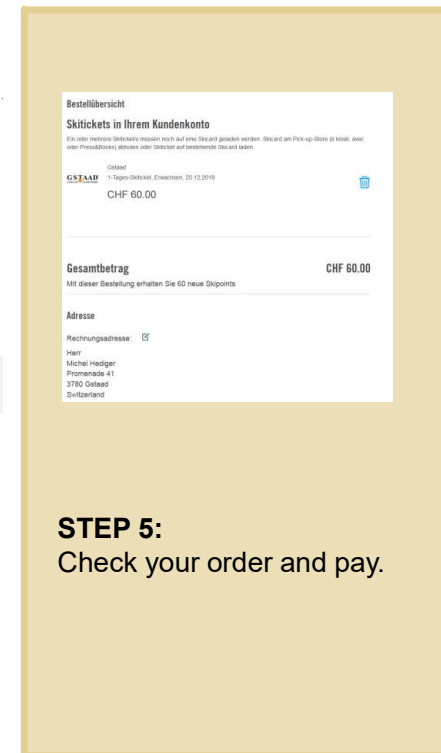 Bestellübersicht
Skitickets in Ihrem Kundenkonto
Ein oder mehrere Skiticket/s müssen noch auf eine Skicard geladen werden. Skicard am Pick-up-Store (k kiosk, avec
oder Press&Books) abholen oder Skiticket auf bestehende Skicard laden.
Gstaad
GSTAAD
1-Tages-Skiticket, Erwachsen, 25.12.2019
CHF 60.00
Gesamtbetrag CHF 60.00
Mit dieser Bestellung erhalten Sie 60 neue Skipoints
Adresse
Rechnungsadresse:
Herr
Michel Hediger
Promenade 41
3780 Gstaad
Switzerland
STEP 5:
Check your order and pay.